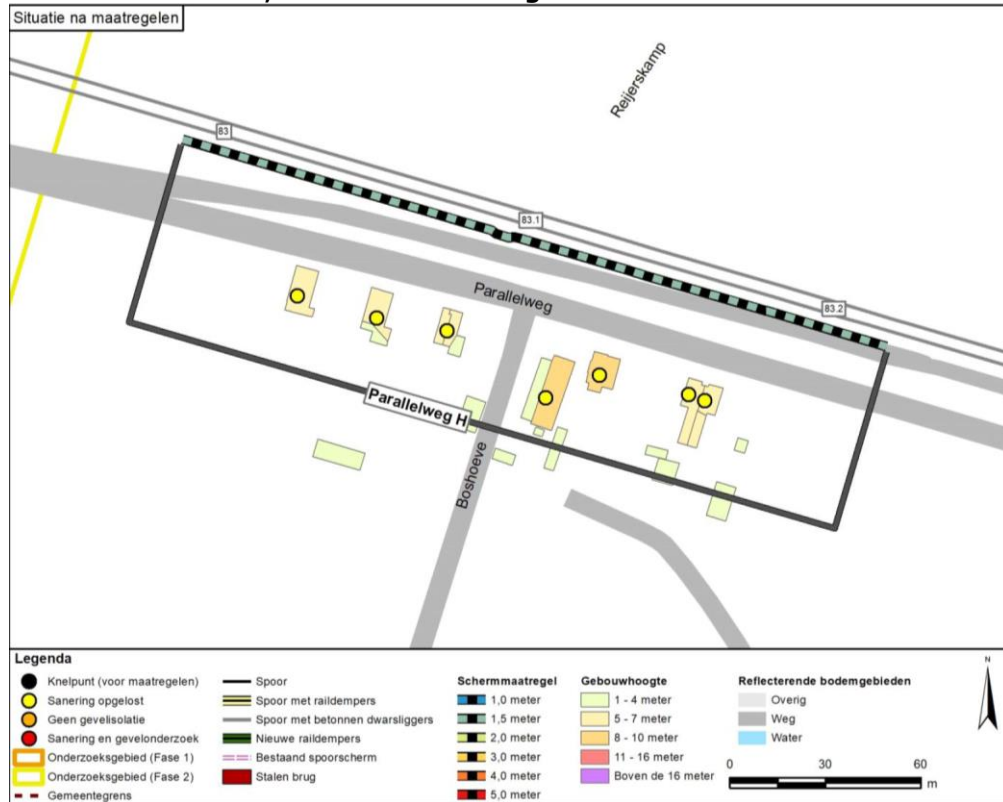 Situatie na maatregelen
Reijerskamp
83
83.1
83.2
Parallelweg
Parallelweg H
Boshoeve
Legenda
Knelpunt (voor maatregelen)
Sanering opgelost
Geen gevelisolatie
Sanering en gevelonderzoek
Onderzoeksgebied (Fase 1)
Onderzoeksgebied (Fase 2)
Gemeentegrens
Spoor
Spoor met raildempers
Spoor met betonnen dwarsliggers
Nieuwe raildempers
Bestaand spoorscherm
Stalen brug
Schermmaatregel
1,0 meter
1,5 meter
2,0 meter
3,0 meter
4,0 meter
5,0 meter
Gebouwhoogte
1 - 4 meter
5 - 7 meter
8 - 10 meter
11 - 16 meter
Boven de 16 meter
Reflecterende bodemgebieden
Overig
Weg
Water
N
0 30 60
m